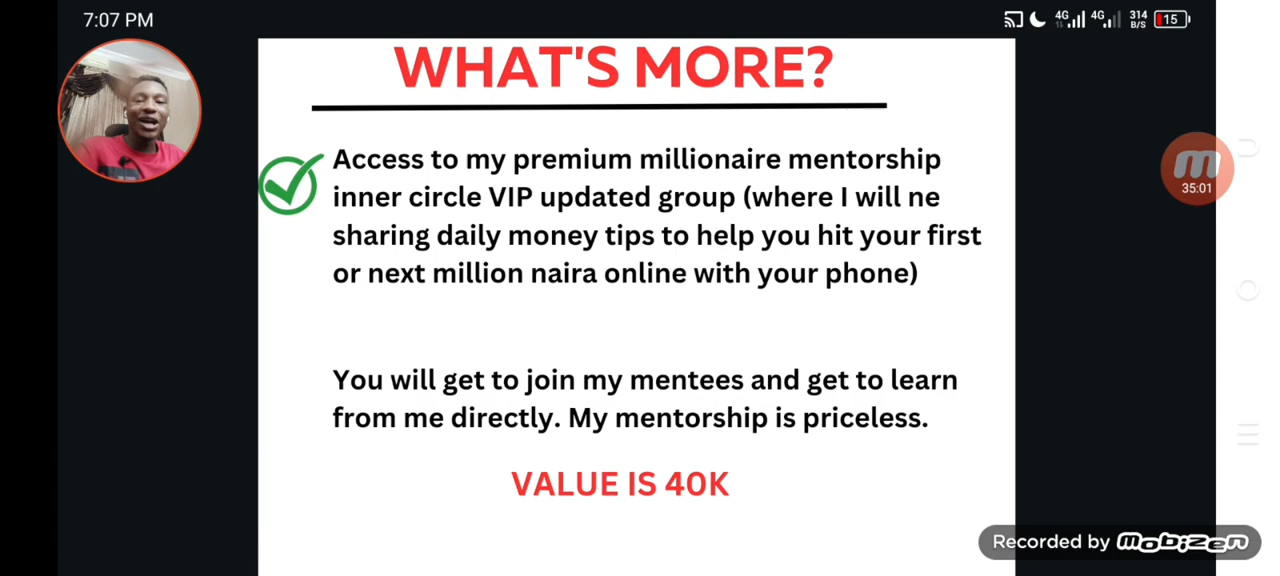 7:07 PM
4G 4G 314 B/S 15
WHAT'S MORE?
Access to my premium millionaire mentorship
inner circle VIP updated group (where I will ne
sharing daily money tips to help you hit your first
or next million naira online with your phone)
35:01
You will get to join my mentees and get to learn
from me directly. My mentorship is priceless.
VALUE IS 40K
Recorded by mobizen